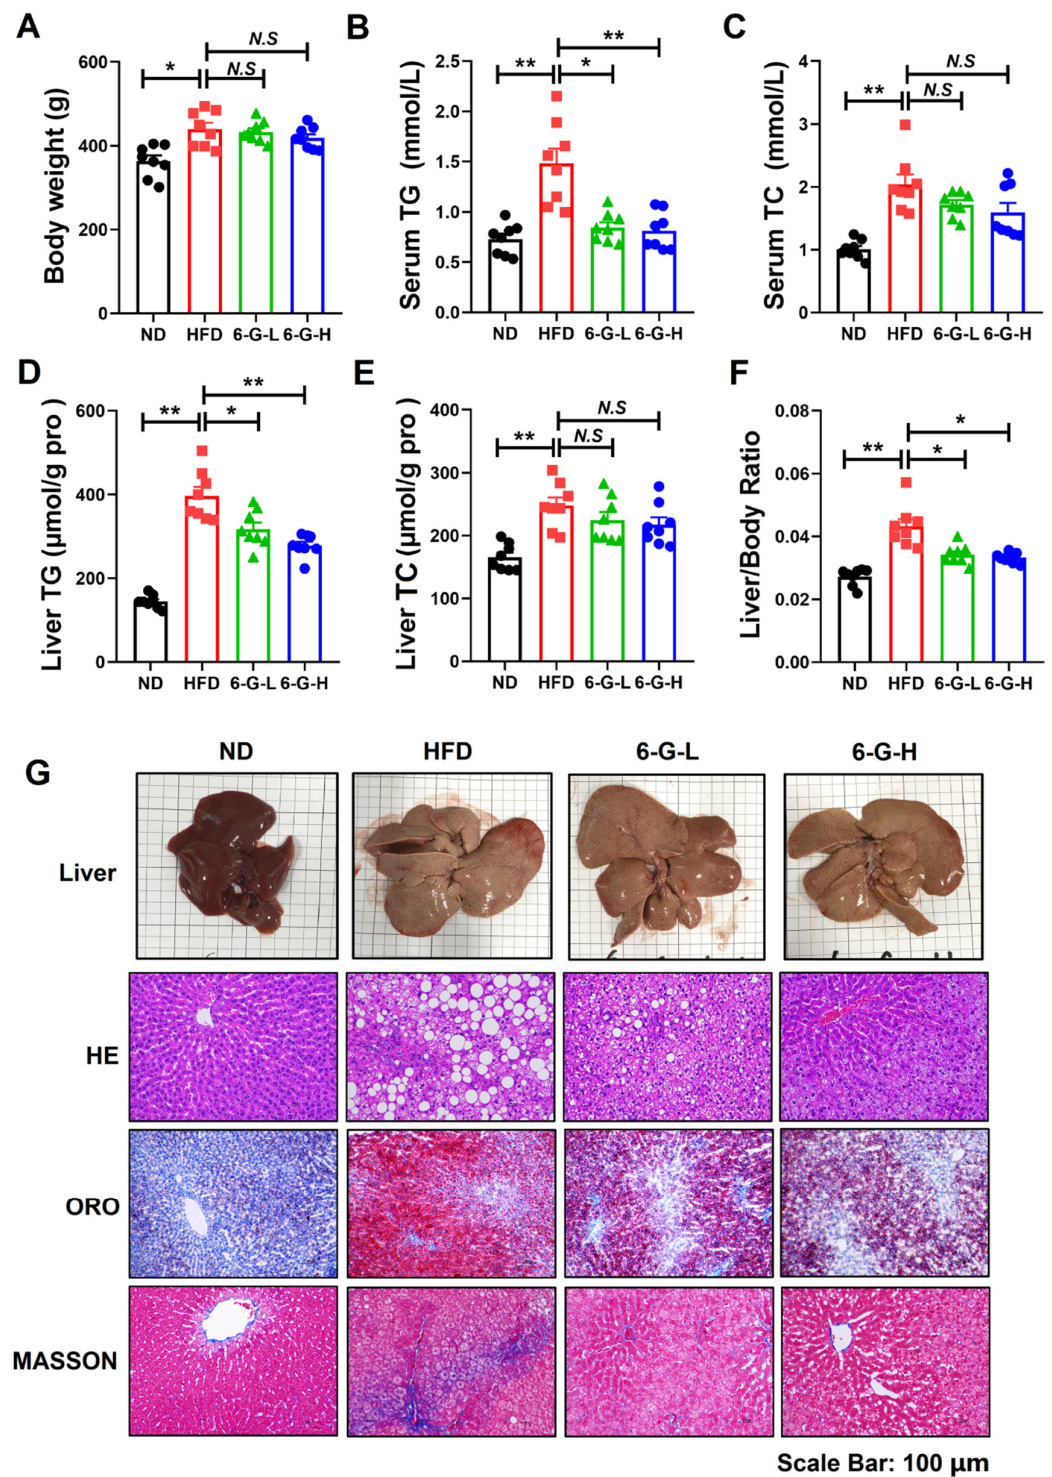 A
Body weight (g)
600
400
200
0
*
N.S
N.S
ND HFD 6-G-L 6-G-H
B
Serum TG (mmol/L)
2.5
2.0
1.5
1.0
0.5
0.0
**
*
**
ND HFD 6-G-L 6-G-H
C
Serum TC (mmol/L)
4
3
2
1
0
**
N.S
N.S
ND HFD 6-G-L 6-G-H
D
Liver TG (μmol/g pro )
600
400
200
0
**
*
**
ND HFD 6-G-L 6-G-H
E
Liver TC (μmol/g pro )
400
300
200
100
0
**
N.S
N.S
ND HFD 6-G-L 6-G-H
F
Liver/Body Ratio
0.08
0.06
0.04
0.02
0.00
**
*
*
ND HFD 6-G-L 6-G-H
G
ND HFD 6-G-L 6-G-H
Liver
HE
ORO
MASSON
Scale Bar: 100 μm